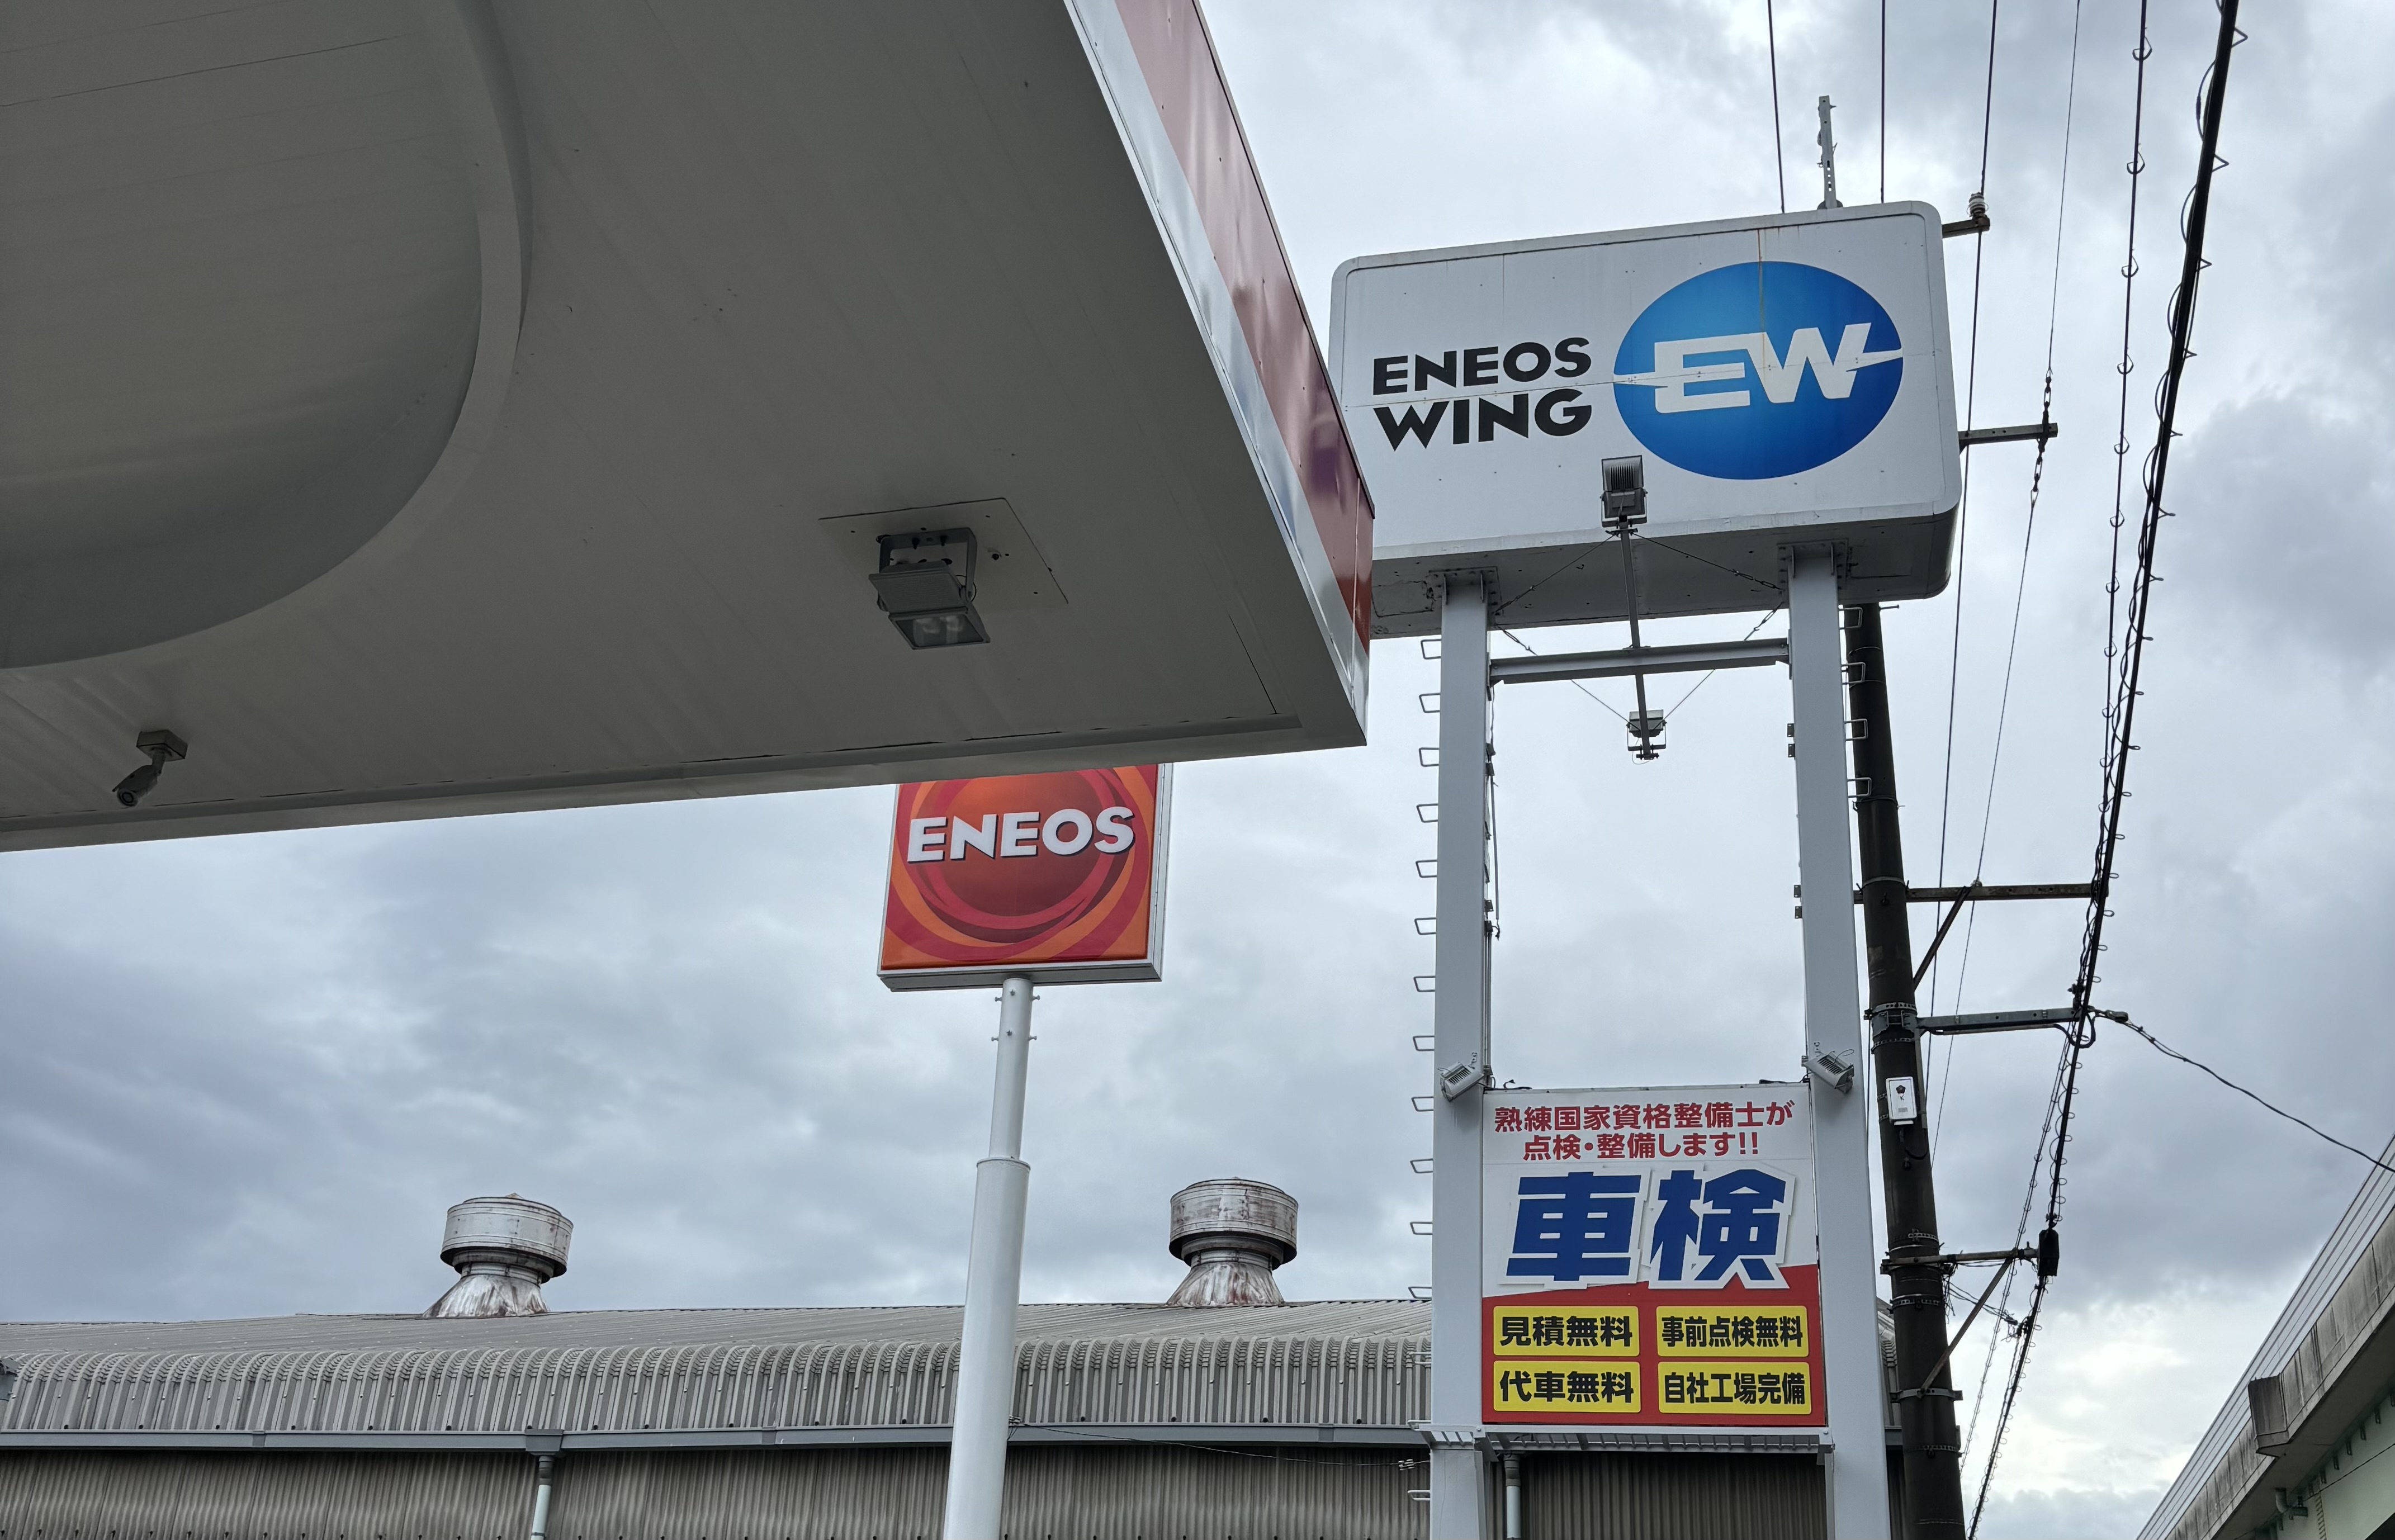 ENEOS
WING
EW
ENEOS
熟練国家資格整備士が
点検・整備します!!
車検
見積無料
事前点検無料
代車無料
自社工場完備